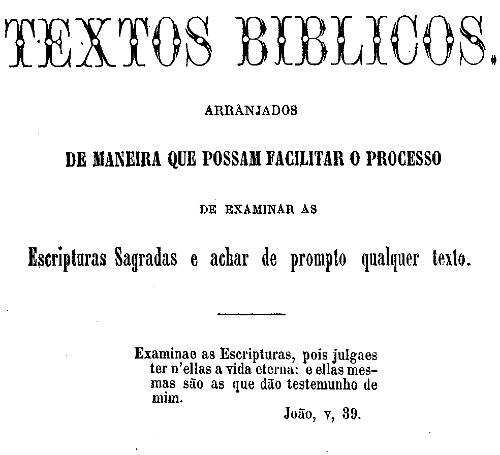 TEXTOS BIBLICOS.
ARRANJADOS
DE MANEIRA QUE POSSAM FACILITAR O PROCESSO
DE EXAMINAR AS
Escripturas Sagradas e achar de prompto qualquer texto.
Examinae as Escripturas, pois julgaes
ter n'ellas a vida eterna: e ellas mes-
mas são as que dão testemunho de
mim.
João, v, 39.